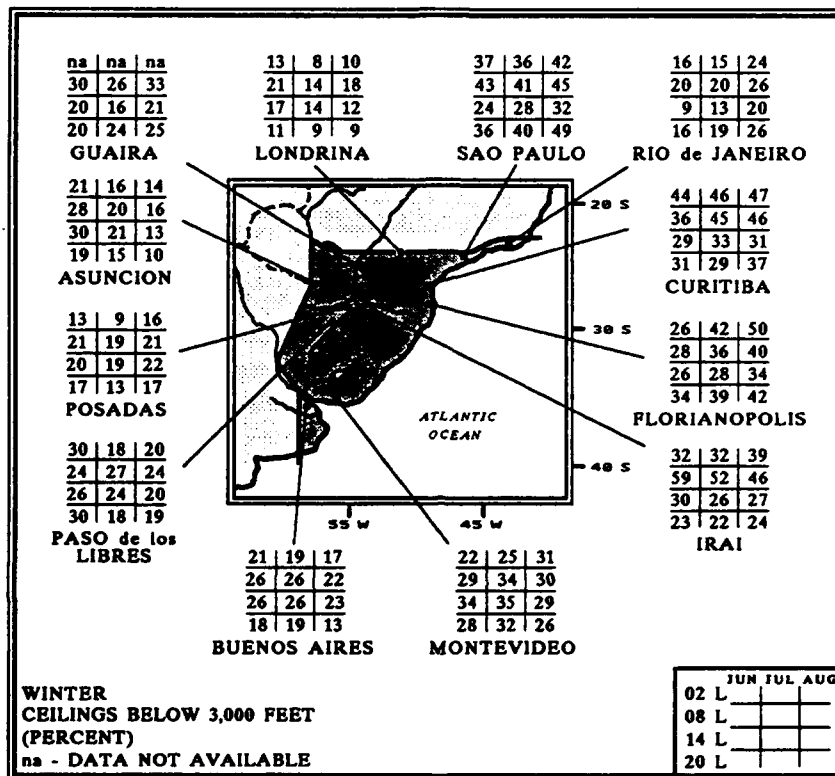 na | na | na
30 | 26 | 33
20 | 16 | 21
20 | 24 | 25
GUAIRA
13 | 8 | 10
21 | 14 | 18
17 | 14 | 12
11 | 9 | 9
LONDRINA
37 | 36 | 42
43 | 41 | 45
24 | 28 | 32
36 | 40 | 49
SAO PAULO
16 | 15 | 24
20 | 20 | 26
9 | 13 | 20
16 | 19 | 26
RIO de JANEIRO
21 | 16 | 14
28 | 20 | 16
30 | 21 | 13
19 | 15 | 10
ASUNCION
20 S
44 | 46 | 47
36 | 45 | 46
29 | 33 | 31
31 | 29 | 37
CURITIBA
13 | 9 | 16
21 | 19 | 21
20 | 19 | 22
17 | 13 | 17
POSADAS
30 S
26 | 42 | 50
28 | 36 | 40
26 | 28 | 34
34 | 39 | 42
FLORIANOPOLIS
ATLANTIC
OCEAN
30 | 18 | 20
24 | 27 | 24
26 | 24 | 20
30 | 18 | 19
PASO de los
LIBRES
40 S
32 | 32 | 39
59 | 52 | 46
30 | 26 | 27
23 | 22 | 24
IRAI
55 W
45 W
21 | 19 | 17
26 | 26 | 22
26 | 26 | 23
18 | 19 | 13
BUENOS AIRES
22 | 25 | 31
29 | 34 | 30
34 | 35 | 29
28 | 32 | 26
MONTEVIDEO
WINTER
CEILINGS BELOW 3,000 FEET
(PERCENT)
na - DATA NOT AVAILABLE
JUN JUL AUG
02 L
08 L
14 L
20 L